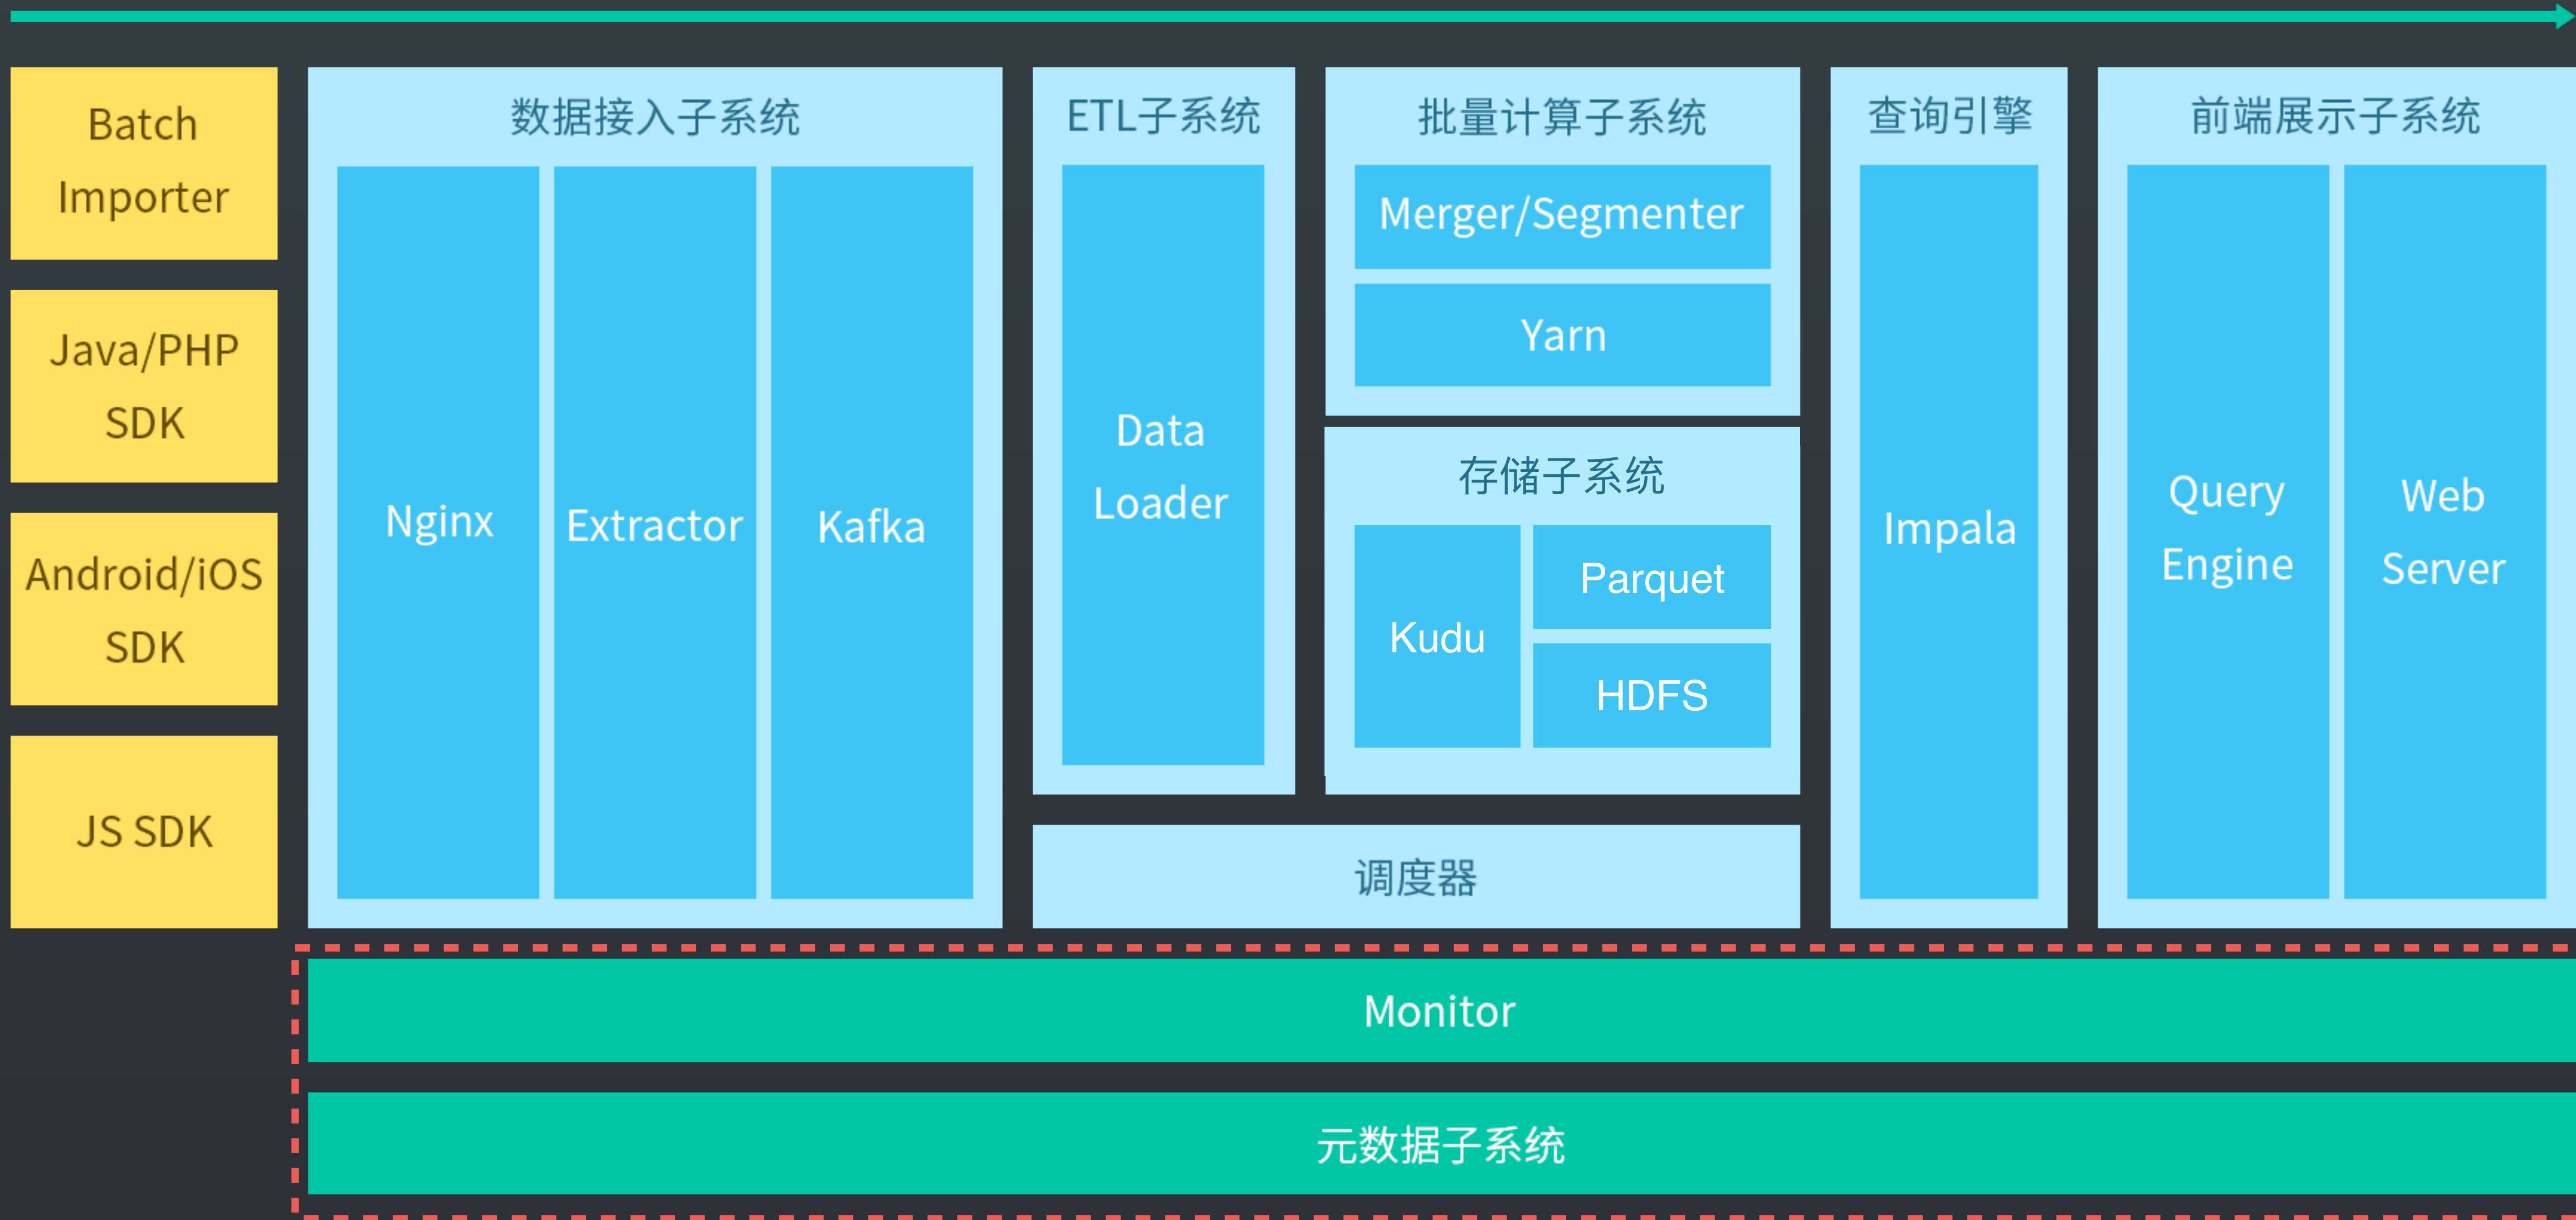 Batch
Importer
Java/PHP
SDK
Android/iOS
SDK
JS SDK
数据接入子系统
Nginx
Extractor
Kafka
ETL子系统
Data
Loader
批量计算子系统
Merger/Segmenter
Yarn
存储子系统
Kudu
Parquet
HDFS
调度器
查询引擎
Impala
前端展示子系统
Query
Engine
Web
Server
Monitor
元数据子系统